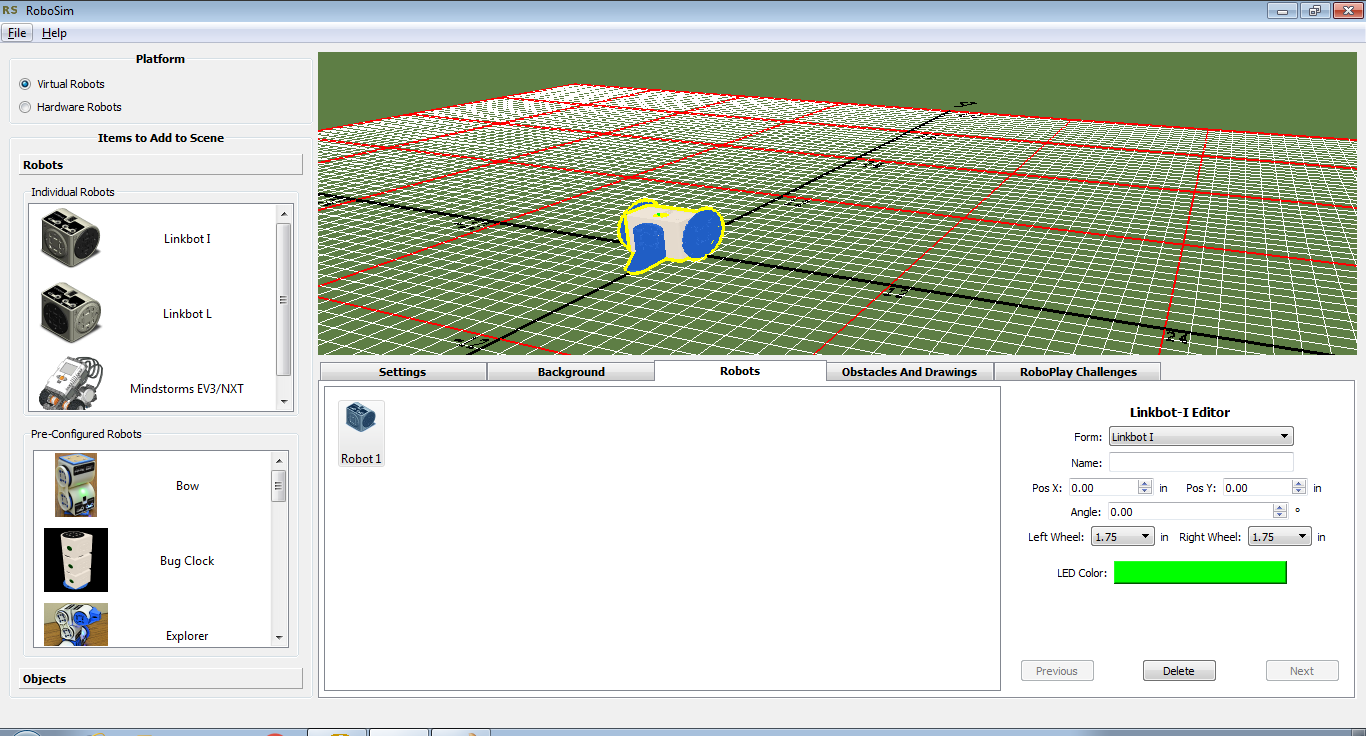 RS RoboSim
File Help
Platform
Virtual Robots
Hardware Robots
Items to Add to Scene
Robots
Individual Robots
Linkbot I
Linkbot L
Mindstorms EV3/NXT
Pre-Configured Robots
Bow
Bug Clock
Explorer
Objects
24
Settings Background Robots Obstacles And Drawings RoboPlay Challenges
Robot 1
Linkbot-I Editor
Form: Linkbot I
Name:
Pos X: 0.00 in Pos Y: 0.00 in
Angle: 0.00 °
Left Wheel: 1.75 in Right Wheel: 1.75 in
LED Color:
Previous Delete Next